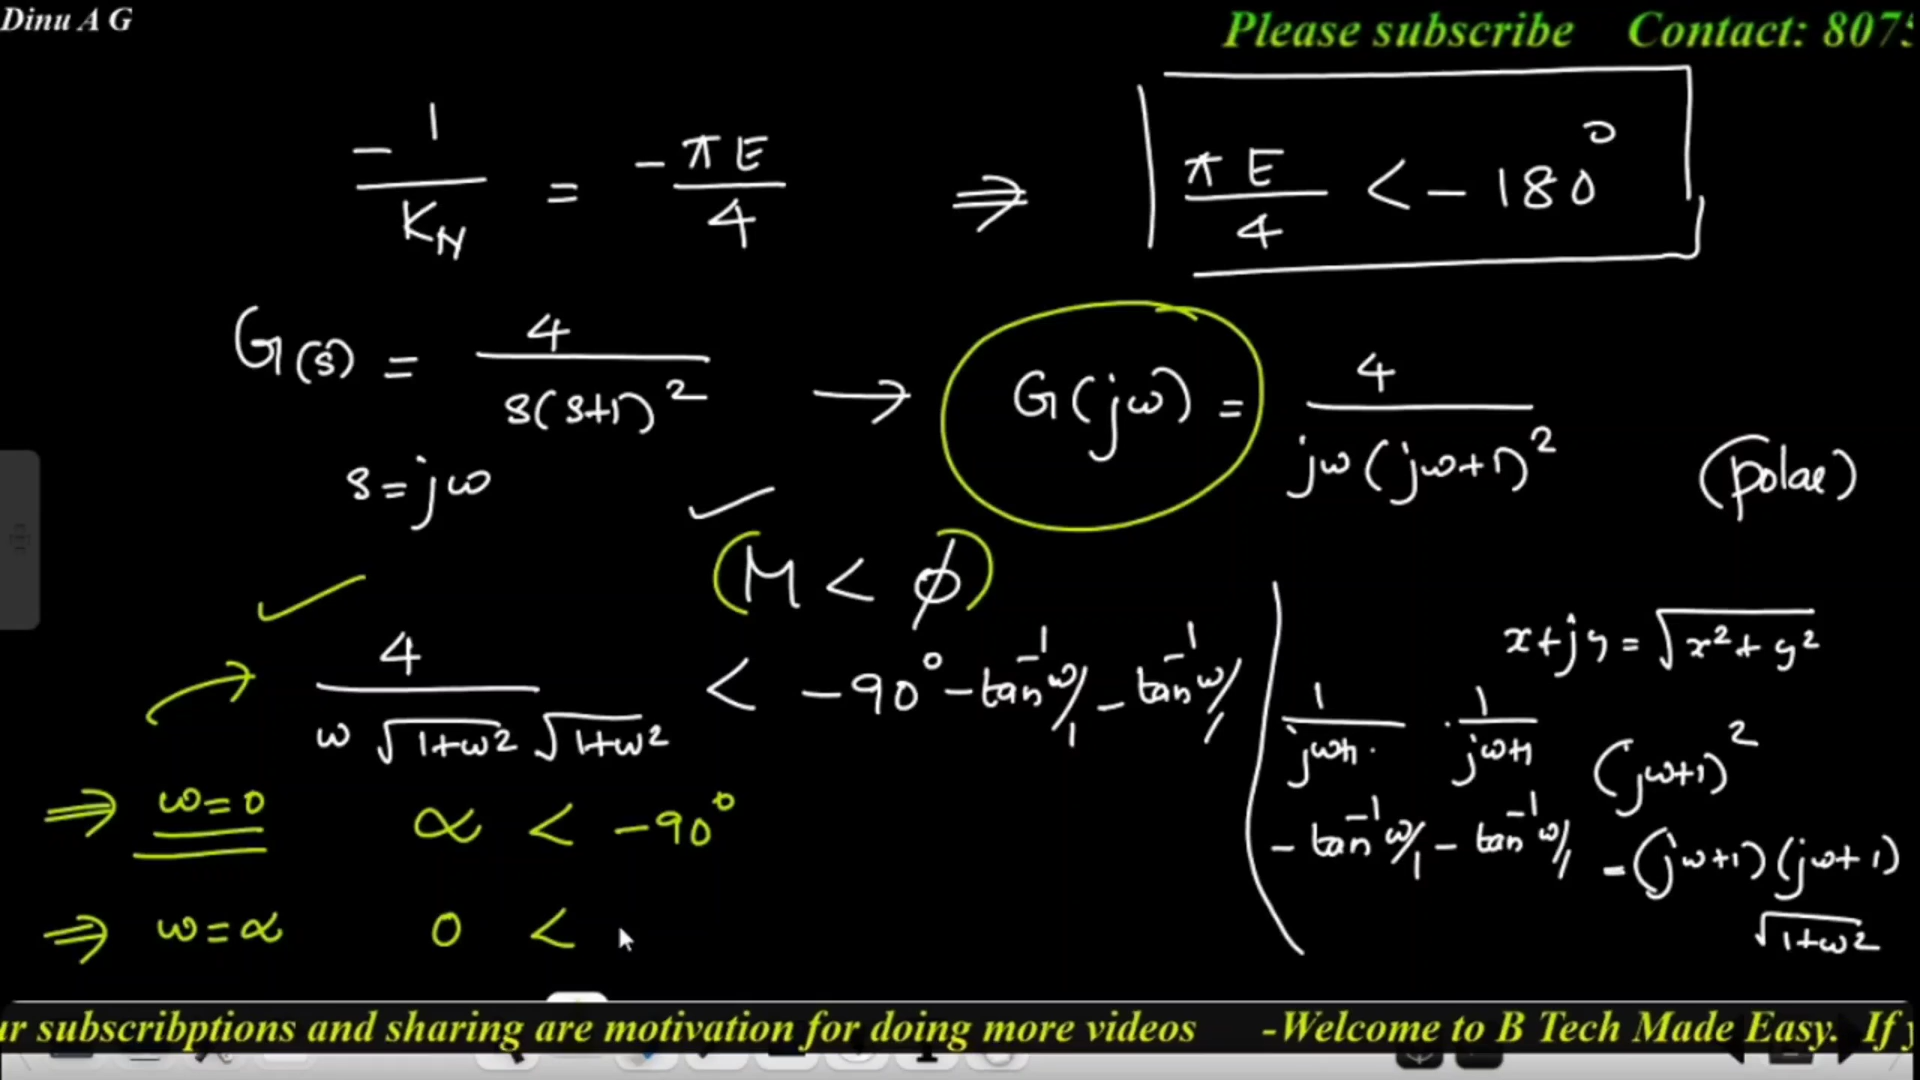 Dinu A G
Please subscribe Contact: 8075
-1/K_N = -πE/4 ⇒ πE/4 < -180°
G(s) = 4/s(s+1)² → G(jω) = 4/jω(jω+1)² (polar)
s=jω
(M < φ)
x+jy = √x²+y²
4/ω√1+ω² √1+ω² < -90° - tan⁻¹ω/1 - tan⁻¹ω/1
1/jω+1 · 1/jω+1 (jω+1)²
⇒ ω=0 α < -90°
-tan⁻¹ω/1 - tan⁻¹ω/1 = (jω+1)(jω+1)
⇒ ω=α 0 <
√1+ω²
ur subscribptions and sharing are motivation for doing more videos -Welcome to B Tech Made Easy. If y